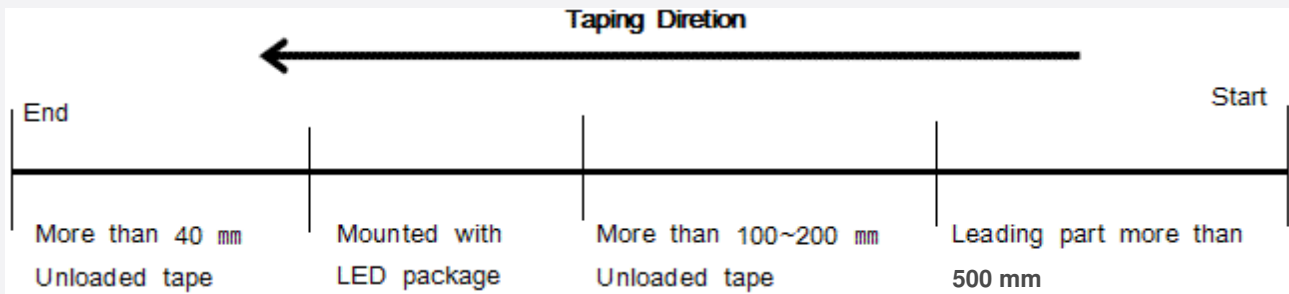 Taping Diretion
End
Start
More than 40 ㎜
Unloaded tape
Mounted with
LED package
More than 100~200 ㎜
Unloaded tape
Leading part more than
500 mm